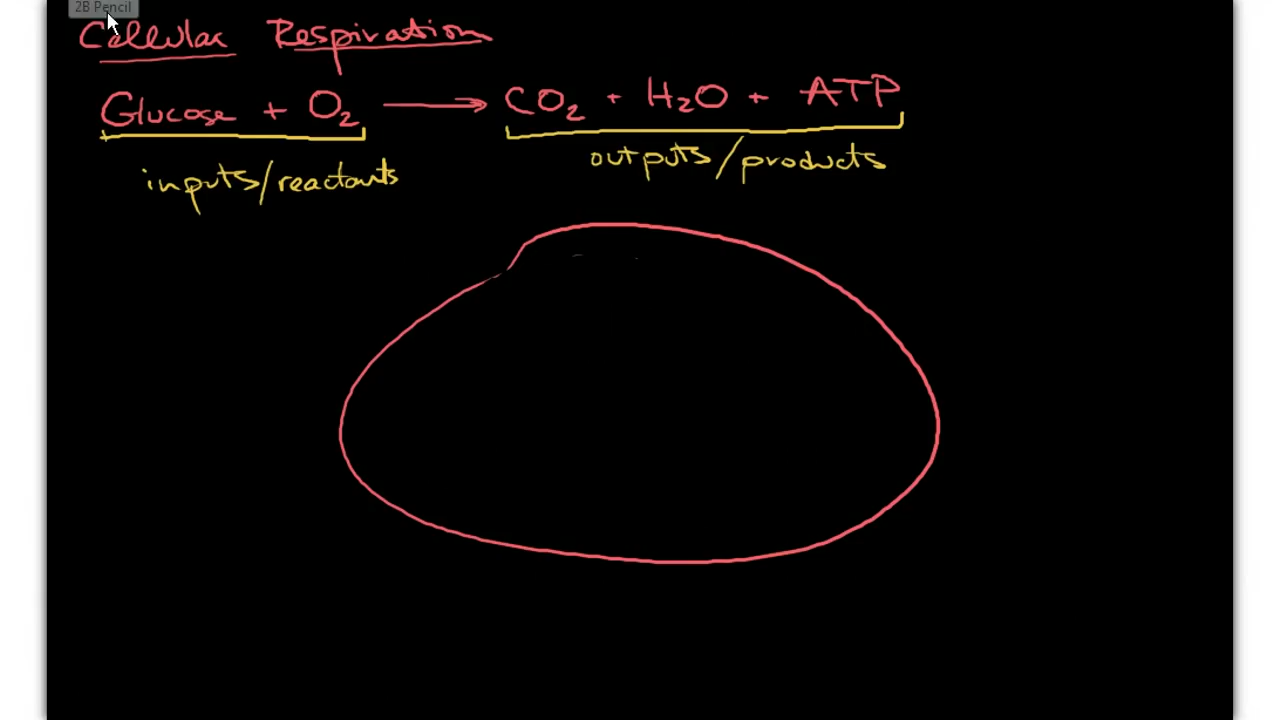 2B Pencil
Cellular Respiration
Glucose + O₂ → CO₂ + H₂O + ATP
inputs/reactants
outputs/products